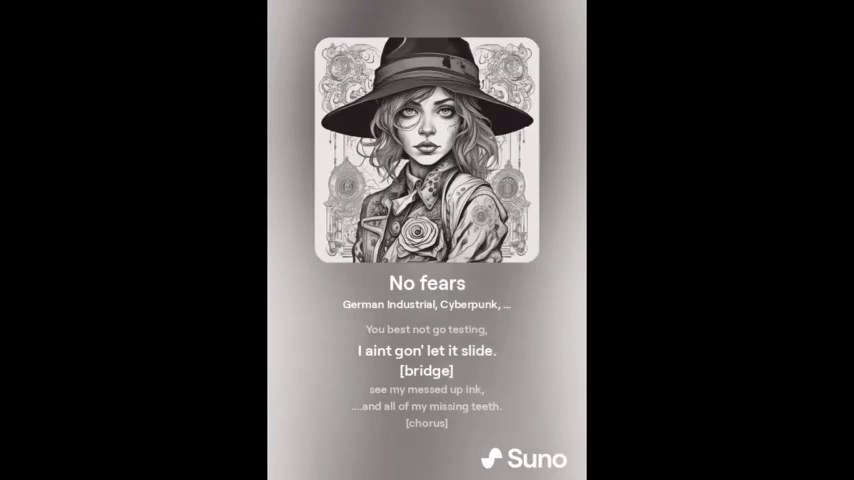 No fears
German Industrial, Cyberpunk, ...
You best not go testing,
I aint gon' let it slide.
[bridge]
see my messed up ink,
....and all of my missing teeth.
[chorus]
Suno